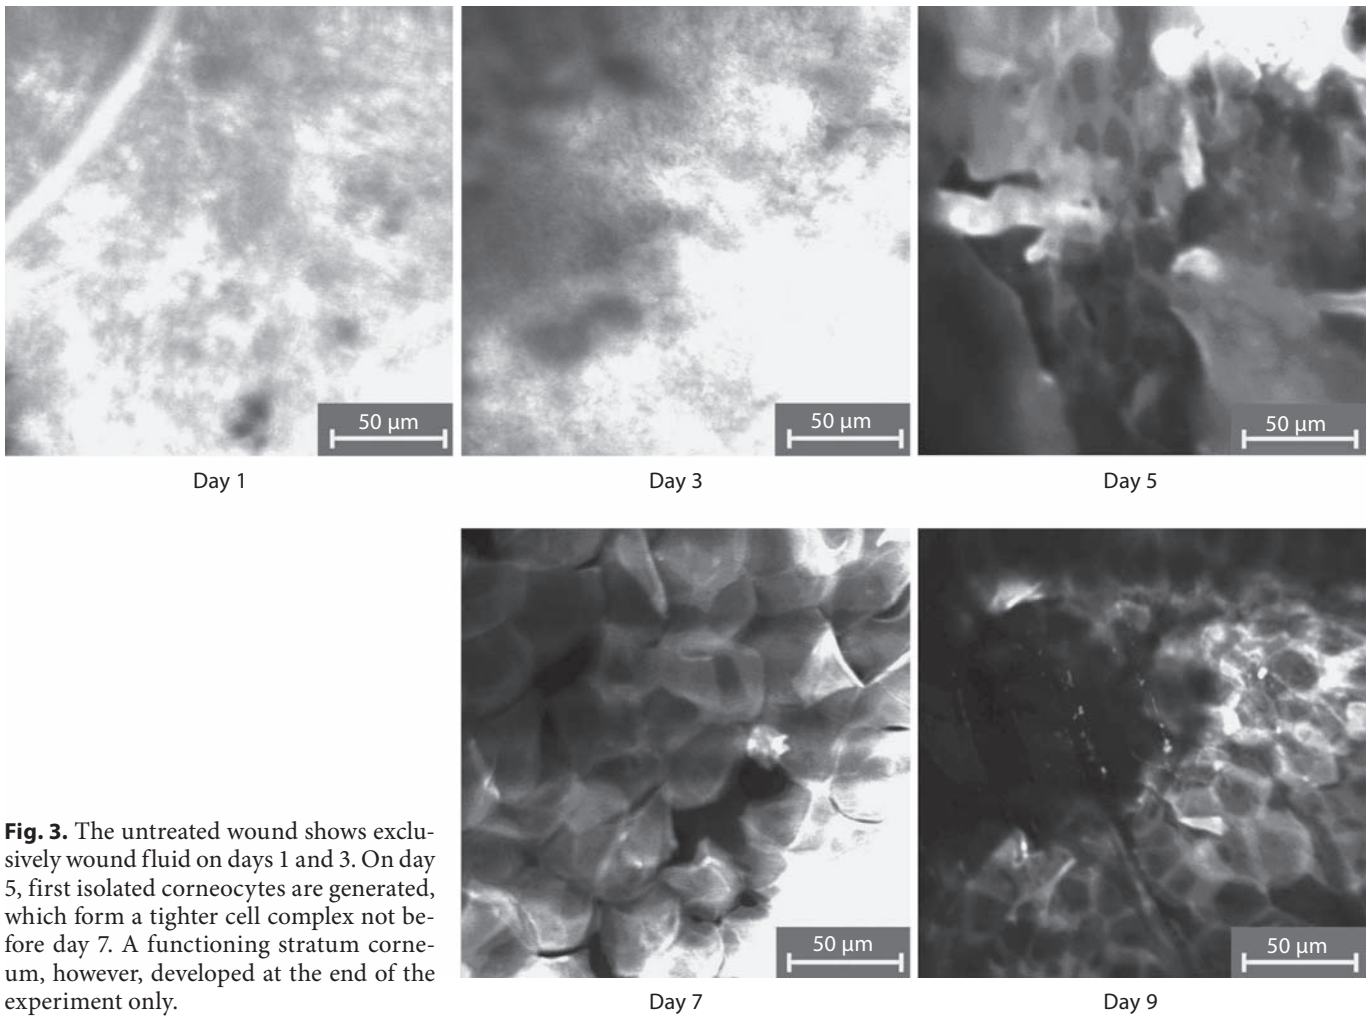 50 µm
50 µm
50 µm
Day 1
Day 3
Day 5
Fig. 3. The untreated wound shows exclu-
sively wound fluid on days 1 and 3. On day
5, first isolated corneocytes are generated,
which form a tighter cell complex not be-
fore day 7. A functioning stratum corne-
um, however, developed at the end of the
experiment only.
50 µm
50 µm
Day 7
Day 9